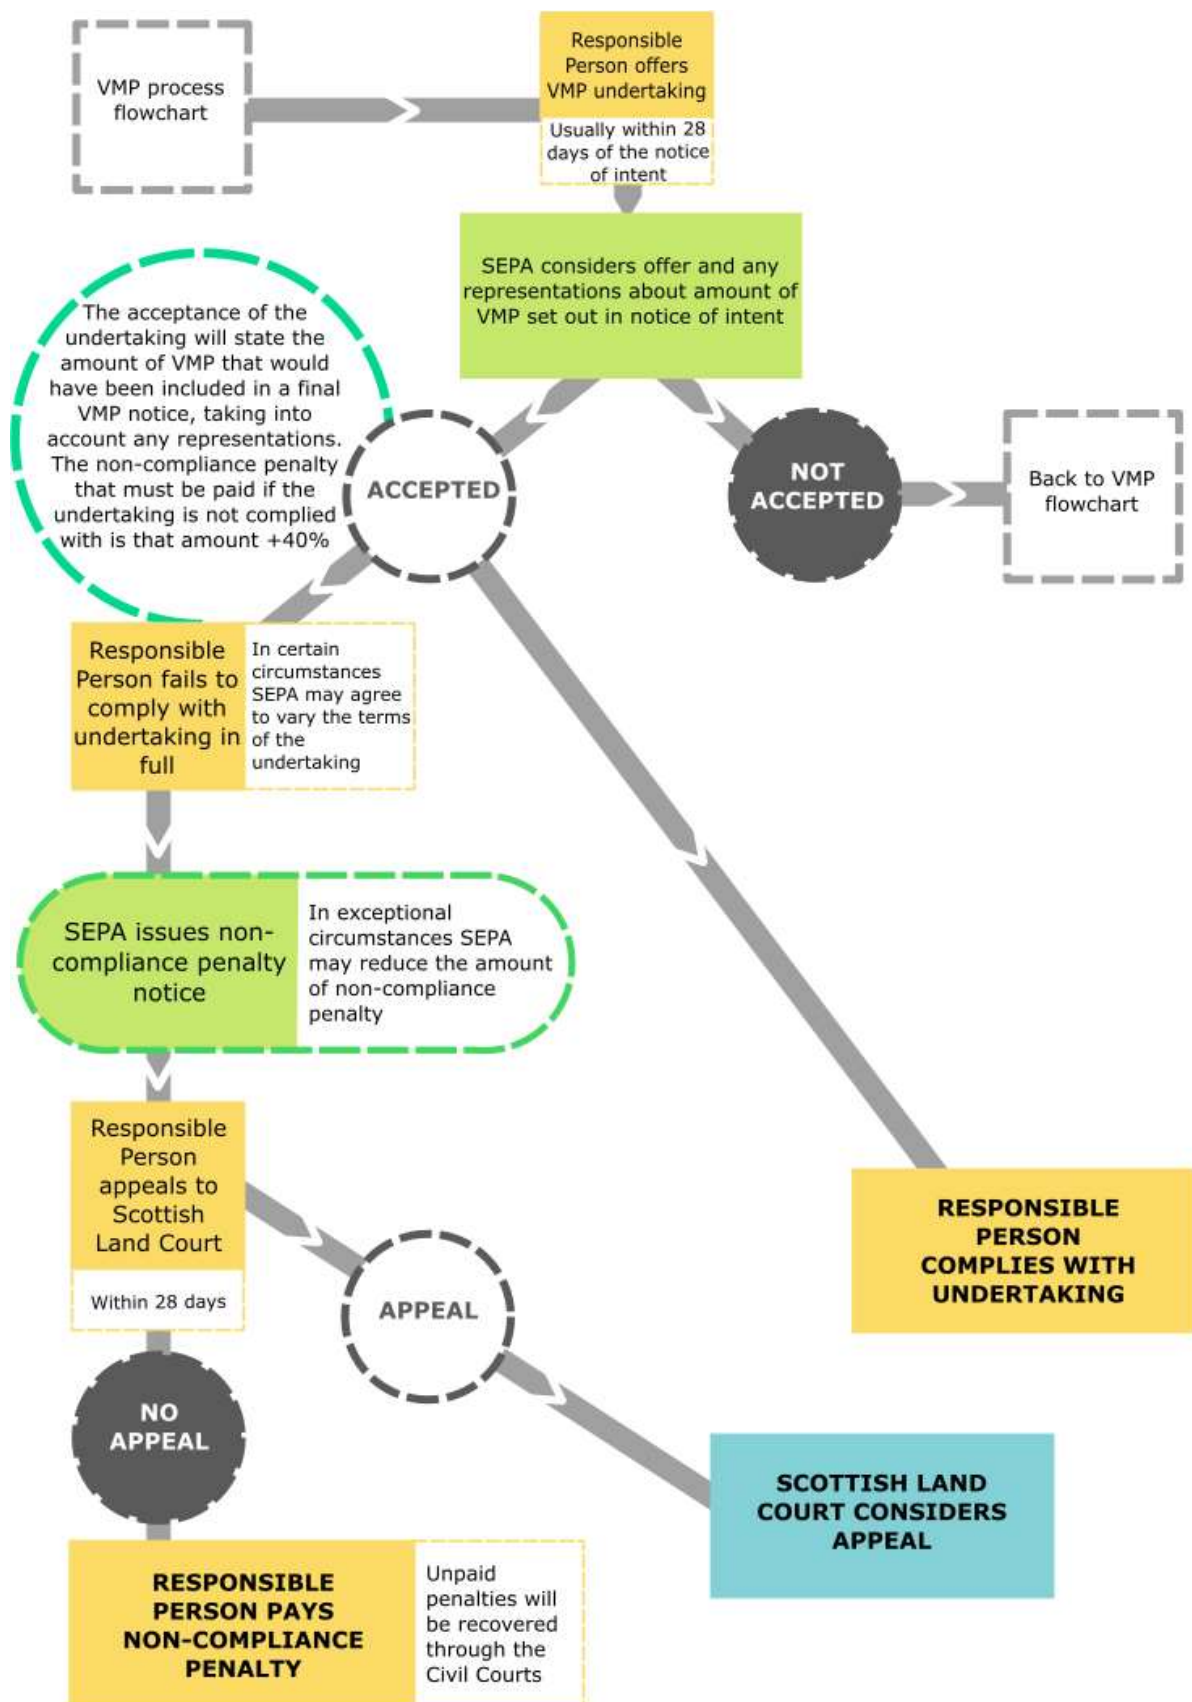 VMP process
flowchart
Responsible
Person offers
VMP undertaking
Usually within 28
days of the notice
of intent
SEPA considers offer and any
representations about amount of
VMP set out in notice of intent
The acceptance of the
undertaking will state the
amount of VMP that would
have been included in a final
VMP notice, taking into
account any representations.
The non-compliance penalty
that must be paid if the
undertaking is not complied
with is that amount +40%
ACCEPTED
NOT
ACCEPTED
Back to VMP
flowchart
Responsible
Person fails to
comply with
undertaking in
full
In certain
circumstances
SEPA may agree
to vary the terms
of the
undertaking
SEPA issues non-
compliance penalty
notice
In exceptional
circumstances SEPA
may reduce the amount
of non-compliance
penalty
Responsible
Person
appeals to
Scottish
Land Court
Within 28 days
APPEAL
RESPONSIBLE
PERSON
COMPLIES WITH
UNDERTAKING
NO
APPEAL
SCOTTISH LAND
COURT CONSIDERS
APPEAL
RESPONSIBLE
PERSON PAYS
NON-COMPLIANCE
PENALTY
Unpaid
penalties will
be recovered
through the
Civil Courts